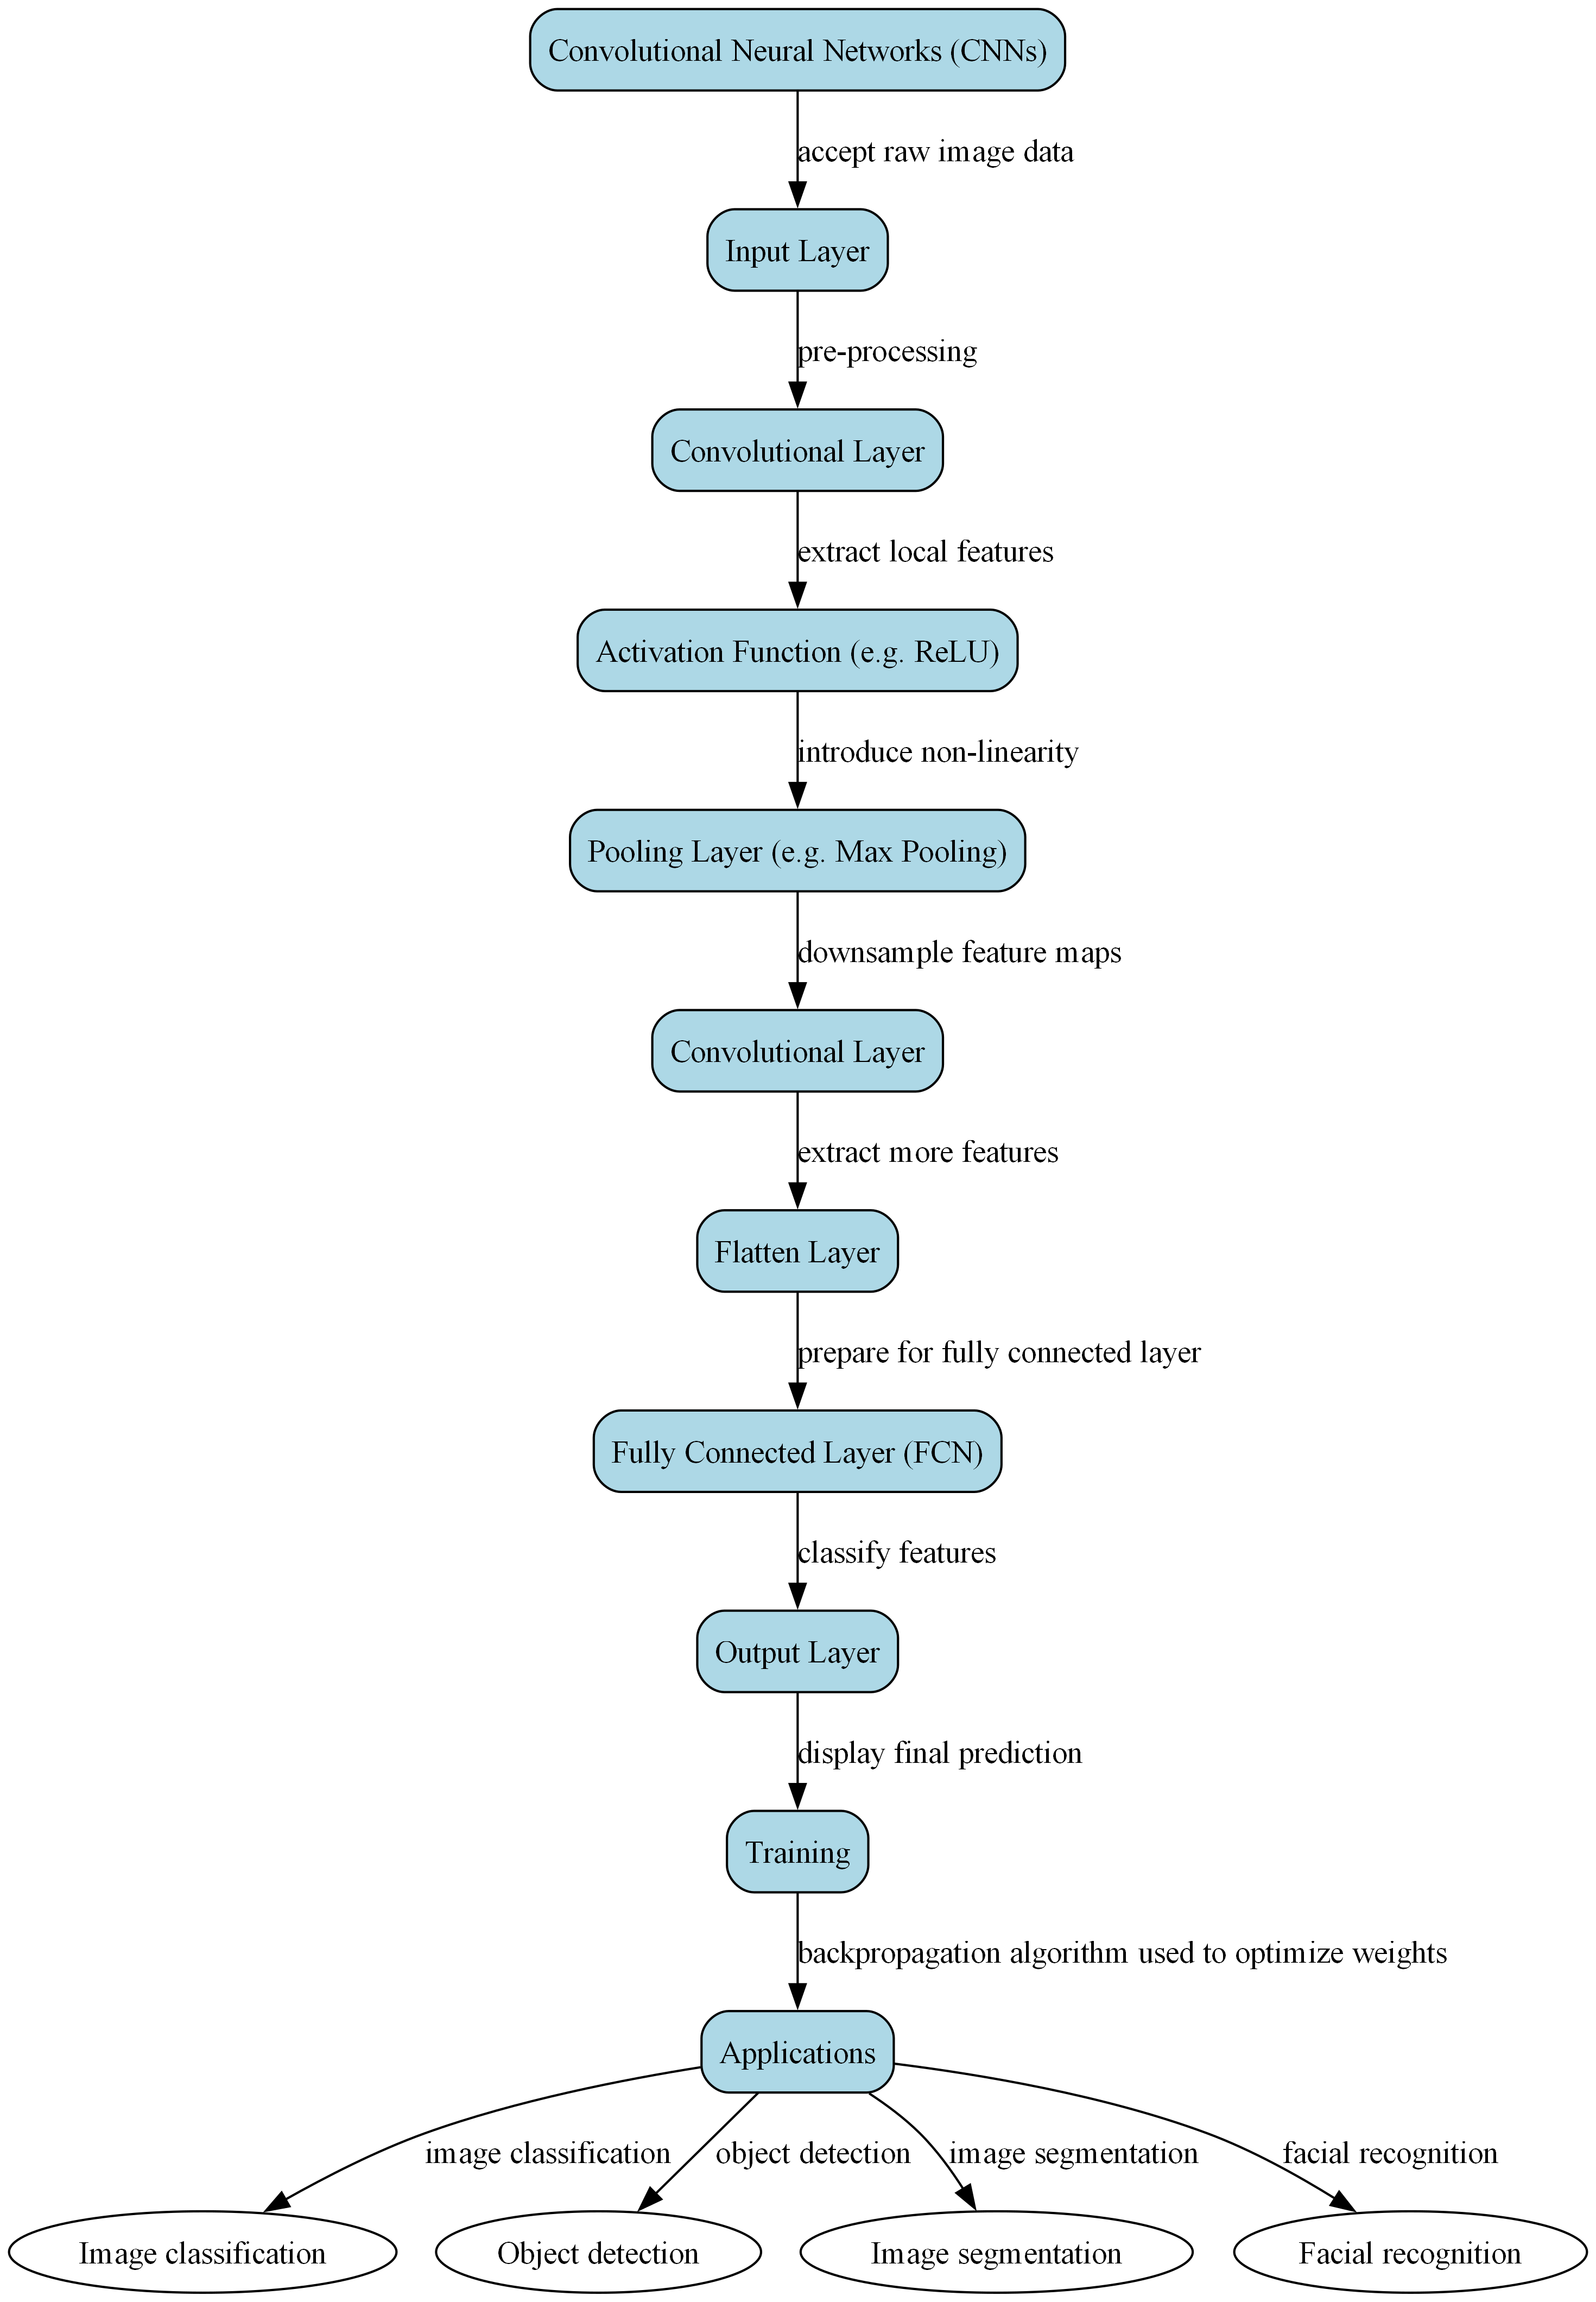 Convolutional Neural Networks (CNNs)
accept raw image data
Input Layer
pre-processing
Convolutional Layer
extract local features
Activation Function (e.g. ReLU)
introduce non-linearity
Pooling Layer (e.g. Max Pooling)
downsample feature maps
Convolutional Layer
extract more features
Flatten Layer
prepare for fully connected layer
Fully Connected Layer (FCN)
classify features
Output Layer
display final prediction
Training
backpropagation algorithm used to optimize weights
Applications
image classification
object detection
image segmentation
facial recognition
Image classification
Object detection
Image segmentation
Facial recognition